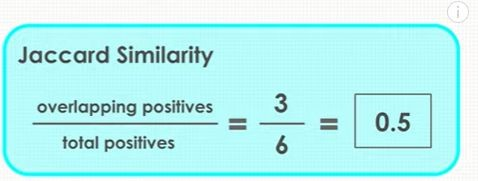 Jaccard Similarity
overlapping positives
total positives
=
3
6
=
0.5